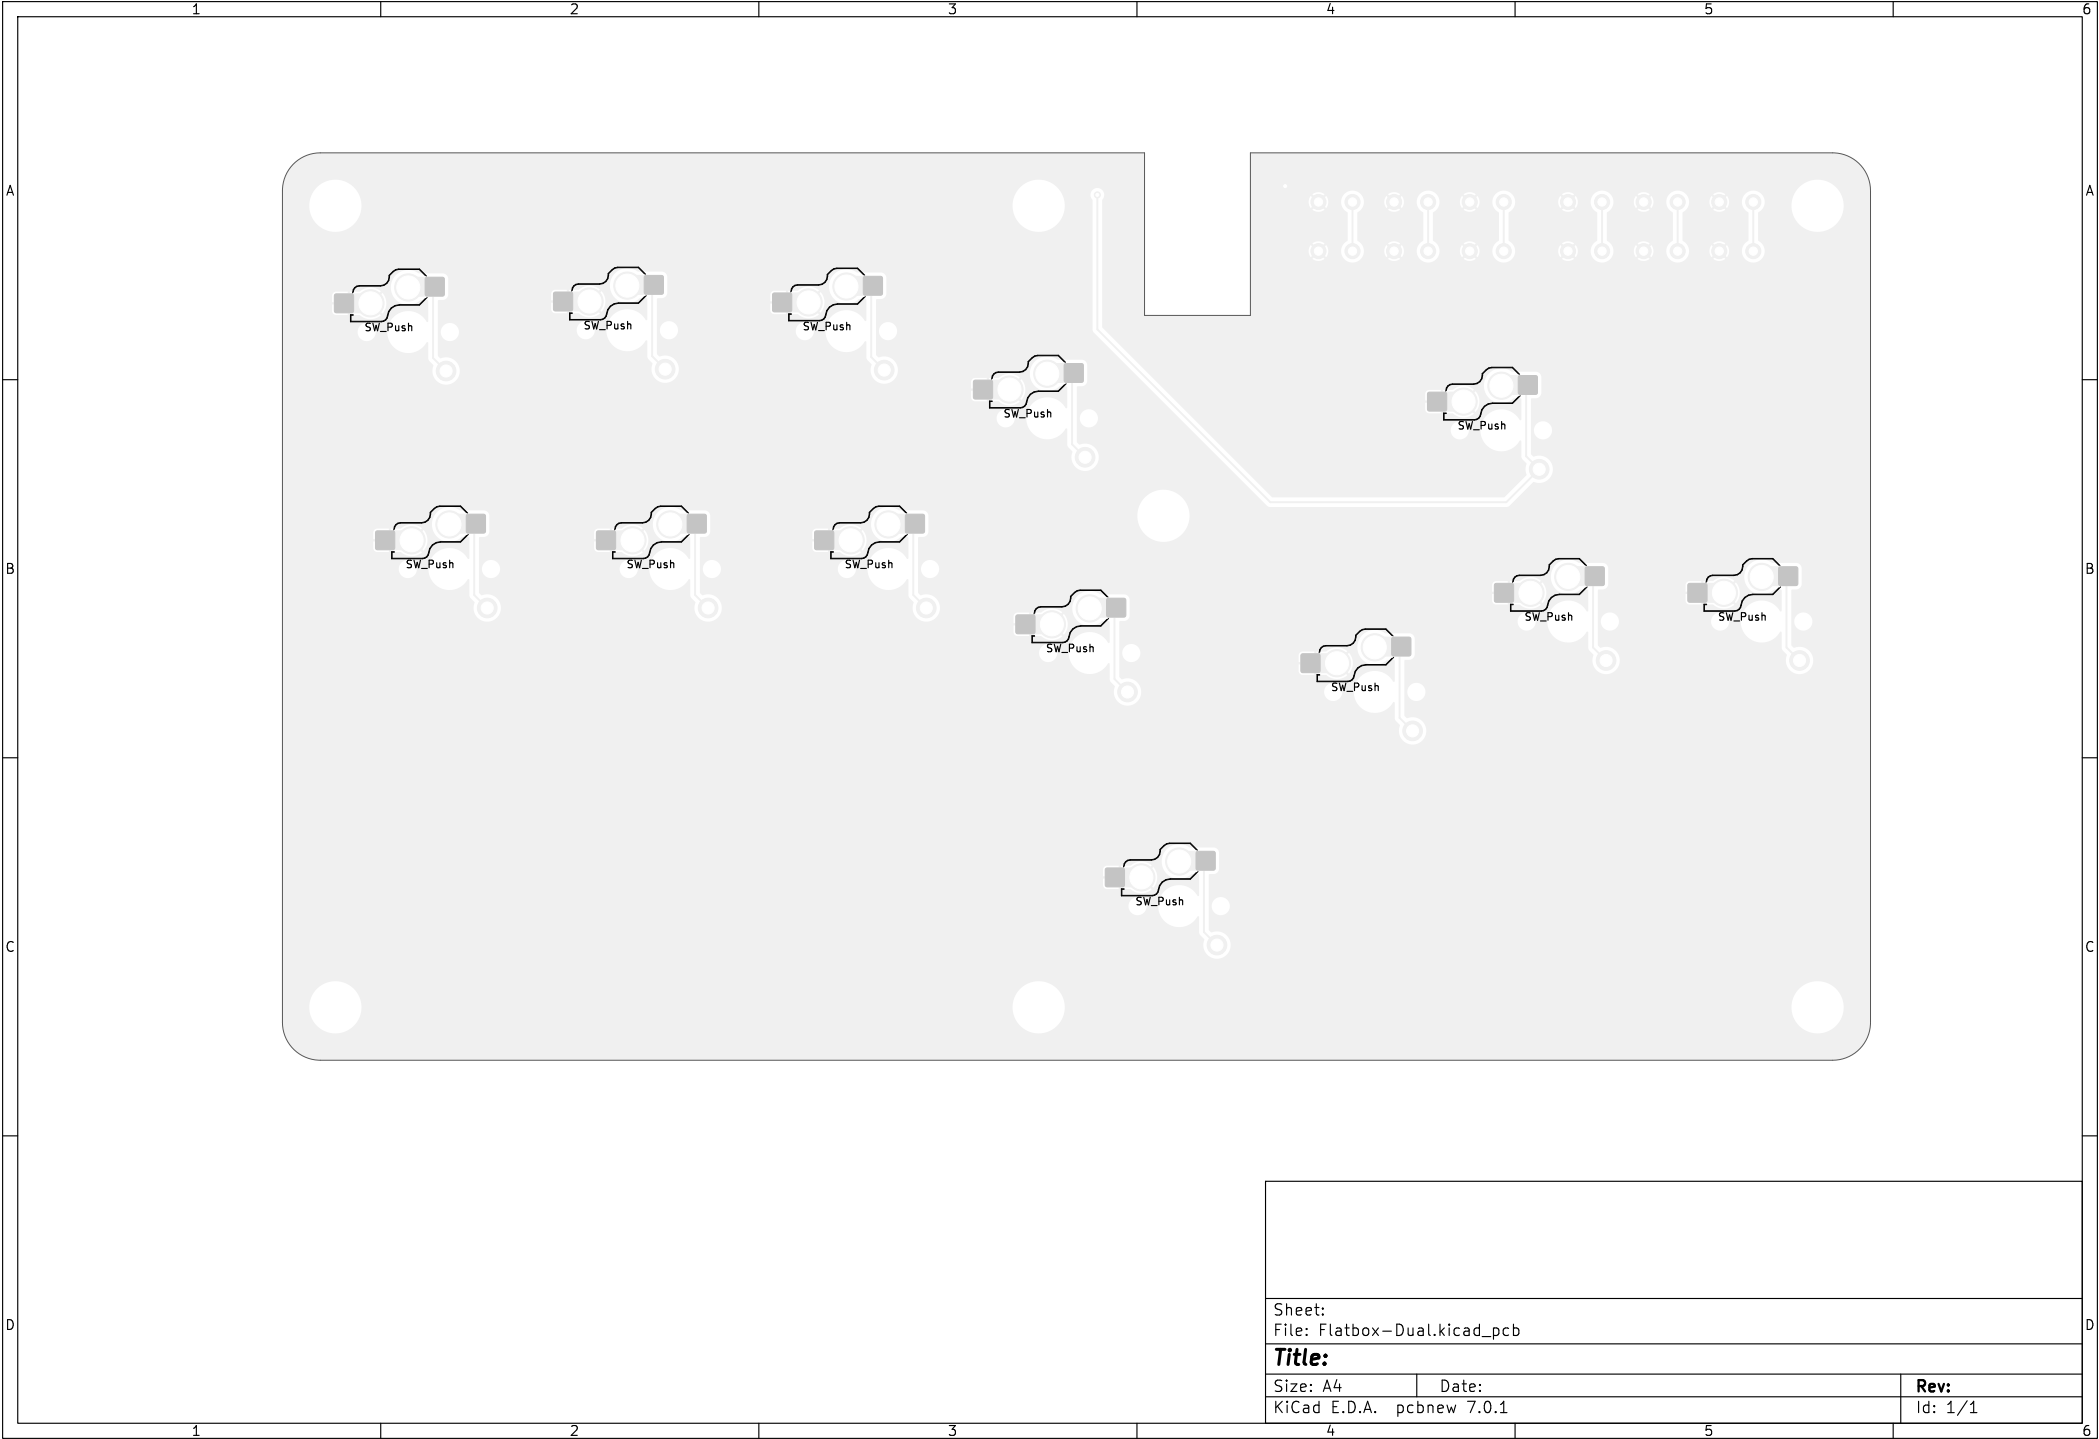 1 2 3 4 5 6
A A
SW_Push SW_Push SW_Push
SW_Push SW_Push
SW_Push SW_Push SW_Push
B B
SW_Push SW_Push
SW_Push
SW_Push
SW_Push
C C
Sheet:
File: Flatbox-Dual.kicad_pcb
D D
Title:
Size: A4 Date: Rev:
KiCad E.D.A. pcbnew 7.0.1 Id: 1/1
1 2 3 4 5 6